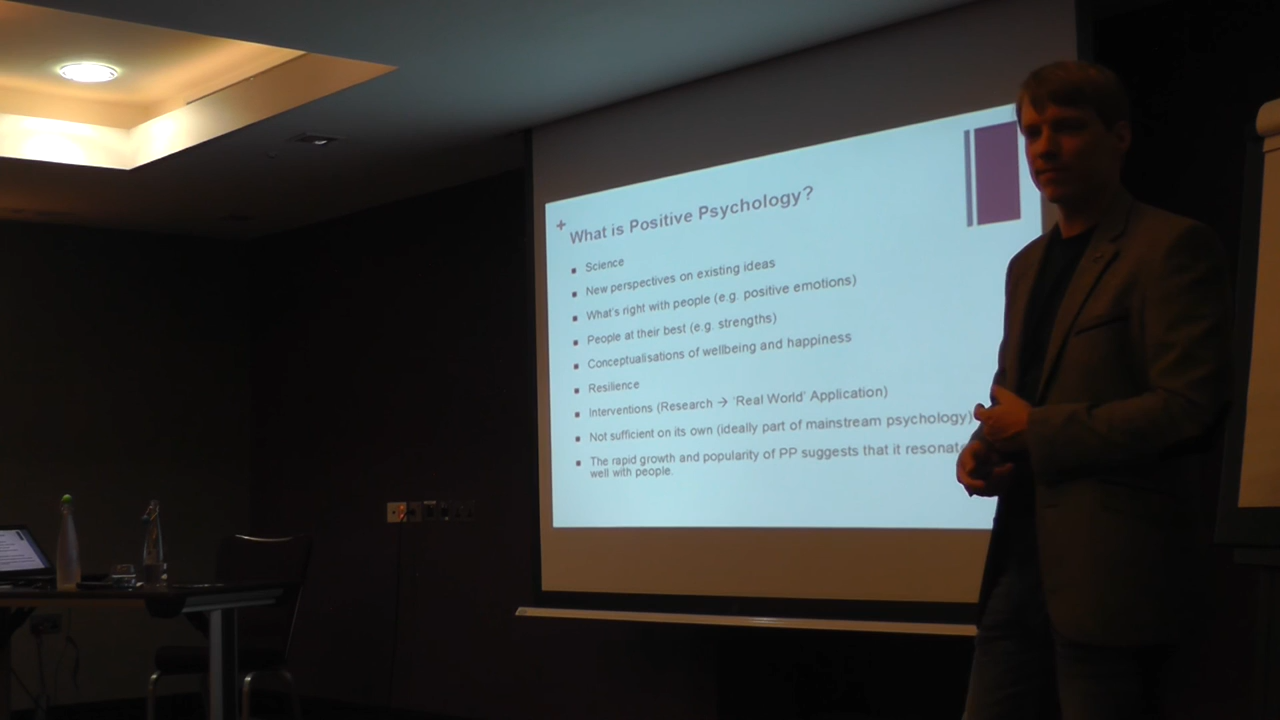 +
What is Positive Psychology?
▪ Science
▪ New perspectives on existing ideas
▪ What's right with people (e.g. positive emotions)
▪ People at their best (e.g. strengths)
▪ Conceptualisations of wellbeing and happiness
▪ Resilience
▪ Interventions (Research → 'Real World' Application)
▪ Not sufficient on its own (ideally part of mainstream psychology)
▪ The rapid growth and popularity of PP suggests that it resonat
well with people.